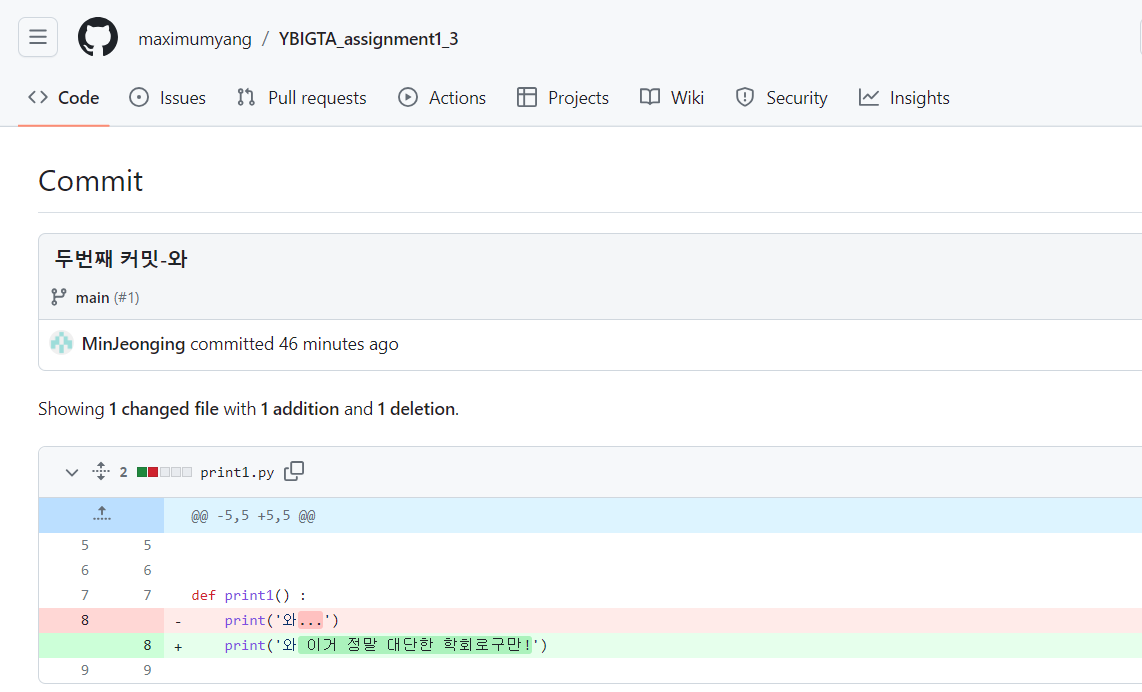 maximumyang / YBIGTA_assignment1_3
Code Issues Pull requests Actions Projects Wiki Security Insights
Commit
두번째 커밋-와
main (#1)
MinJeonging committed 46 minutes ago
Showing 1 changed file with 1 addition and 1 deletion.
2 print1.py
@@ -5,5 +5,5 @@
5 5
6 6
7 7 def print1() :
8 - print('와...')
8 + print('와 이거 정말 대단한 학회로구만!')
9 9